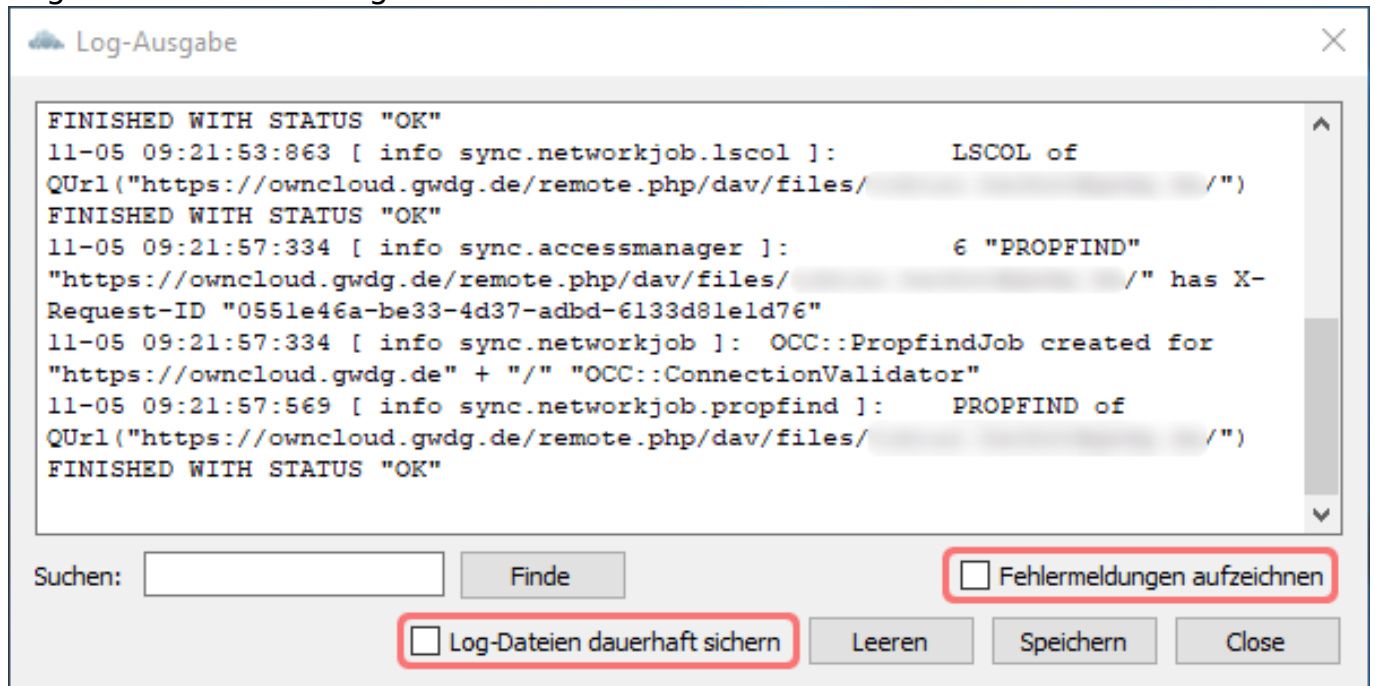 Log-Ausgabe
FINISHED WITH STATUS "OK"
11-05 09:21:53:863 [ info sync.networkjob.lscol ]: LSCOL of
QUrl("https://owncloud.gwdg.de/remote.php/dav/files/ /")
FINISHED WITH STATUS "OK"
11-05 09:21:57:334 [ info sync.accessmanager ]: 6 "PROPFIND"
"https://owncloud.gwdg.de/remote.php/dav/files/ /" has X-
Request-ID "0551e46a-be33-4d37-adbd-6133d81e1d76"
11-05 09:21:57:334 [ info sync.networkjob ]: OCC::PropfindJob created for
"https://owncloud.gwdg.de" + "/" "OCC::ConnectionValidator"
11-05 09:21:57:569 [ info sync.networkjob.propfind ]: PROPFIND of
QUrl("https://owncloud.gwdg.de/remote.php/dav/files/ /")
FINISHED WITH STATUS "OK"
Suchen: Finde Fehlermeldungen aufzeichnen
Log-Dateien dauerhaft sichern Leeren Speichern Close